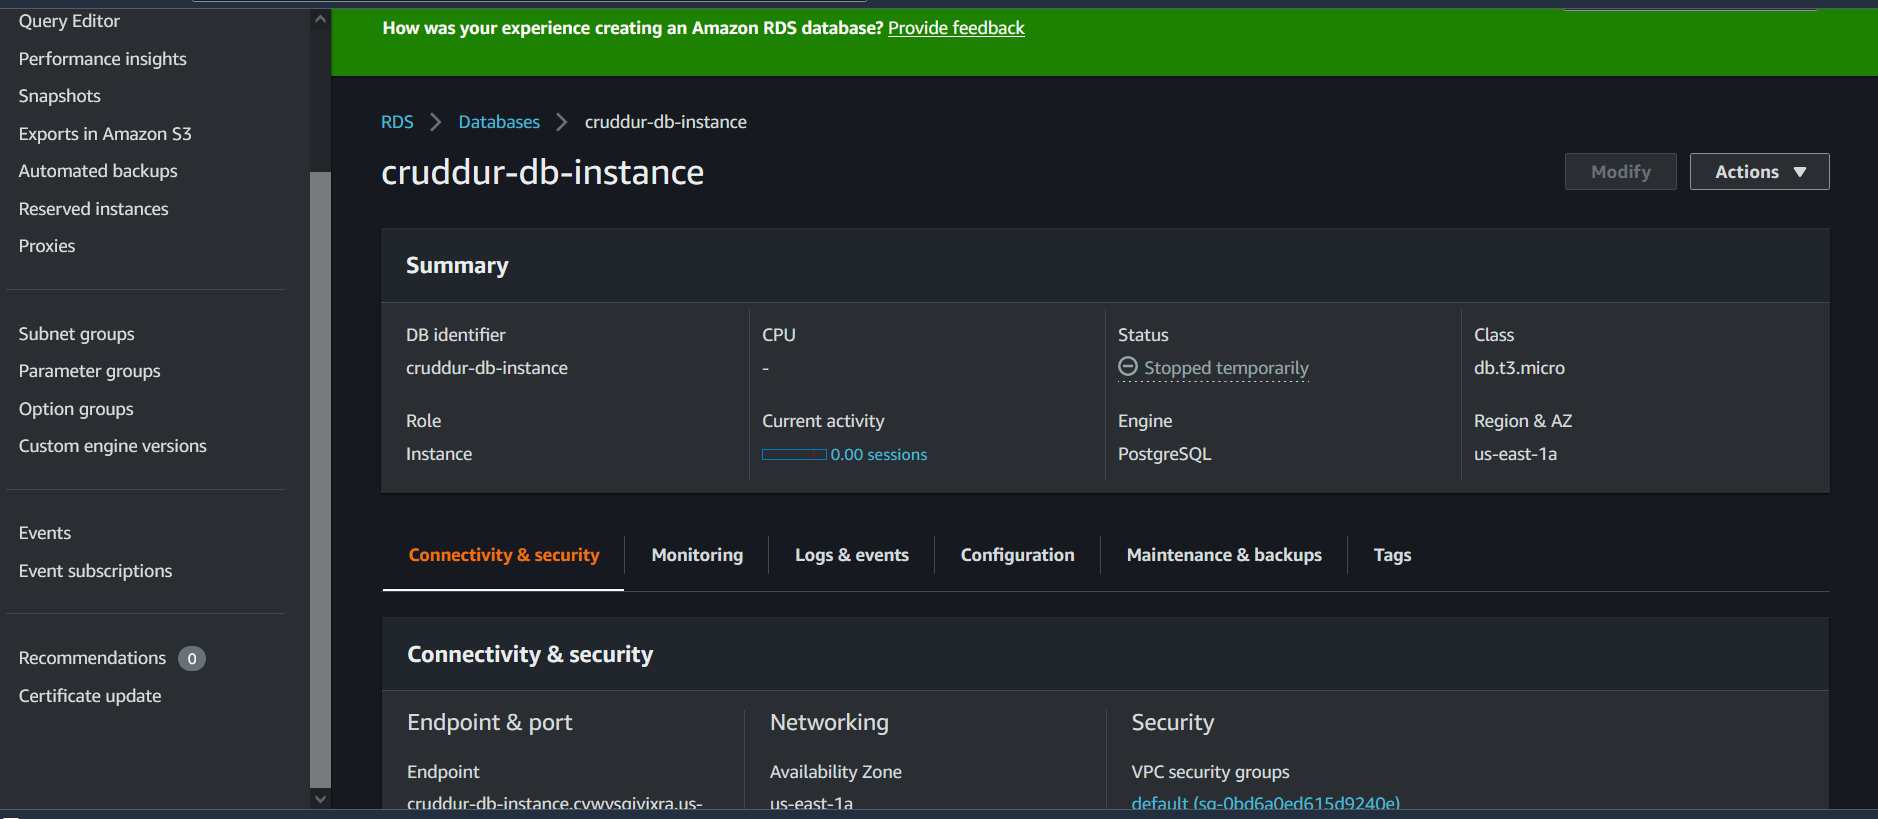 Query Editor
Performance insights
Snapshots
Exports in Amazon S3
Automated backups
Reserved instances
Proxies
Subnet groups
Parameter groups
Option groups
Custom engine versions
Events
Event subscriptions
Recommendations 0
Certificate update
How was your experience creating an Amazon RDS database? Provide feedback
RDS > Databases > cruddur-db-instance
cruddur-db-instance
Modify
Actions ▼
Summary
DB identifier
cruddur-db-instance
CPU
-
Status
Stopped temporarily
Class
db.t3.micro
Role
Instance
Current activity
0.00 sessions
Engine
PostgreSQL
Region & AZ
us-east-1a
Connectivity & security
Monitoring
Logs & events
Configuration
Maintenance & backups
Tags
Connectivity & security
Endpoint & port
Endpoint
Networking
Availability Zone
us-east-1a
Security
VPC security groups
default (sg-0bd6a0ed615d9240e)